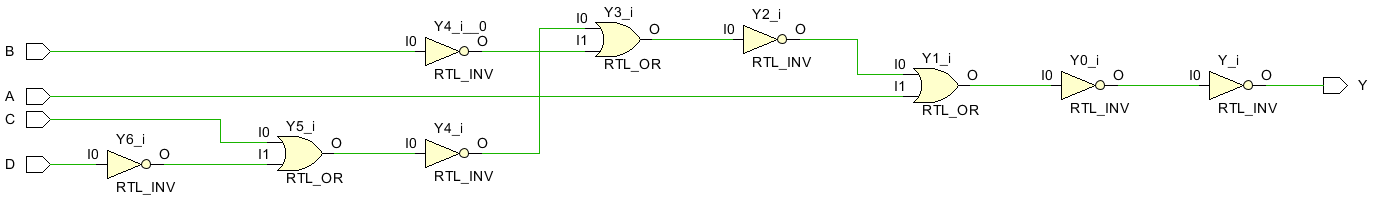 Y4_i__0
Y3_i
Y2_i
B
I0
O
I0
I1
O
I0
O
RTL_INV
RTL_OR
RTL_INV
Y1_i
Y0_i
Y_i
A
I0
I1
O
I0
O
I0
O
Y
RTL_OR
RTL_INV
RTL_INV
C
Y6_i
Y5_i
Y4_i
D
I0
O
I0
I1
O
I0
O
RTL_INV
RTL_OR
RTL_INV